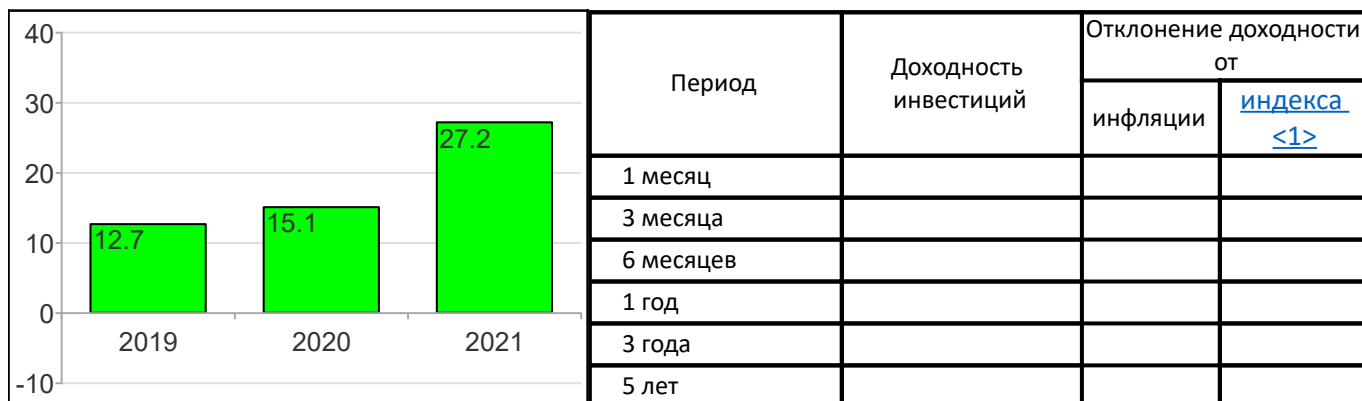 40
30
20
10
0
-10
12.7
15.1
27.2
2019 2020 2021
Период
Доходность
инвестиций
Отклонение доходности
от
инфляции
индекса
<1>
1 месяц
3 месяца
6 месяцев
1 год
3 года
5 лет